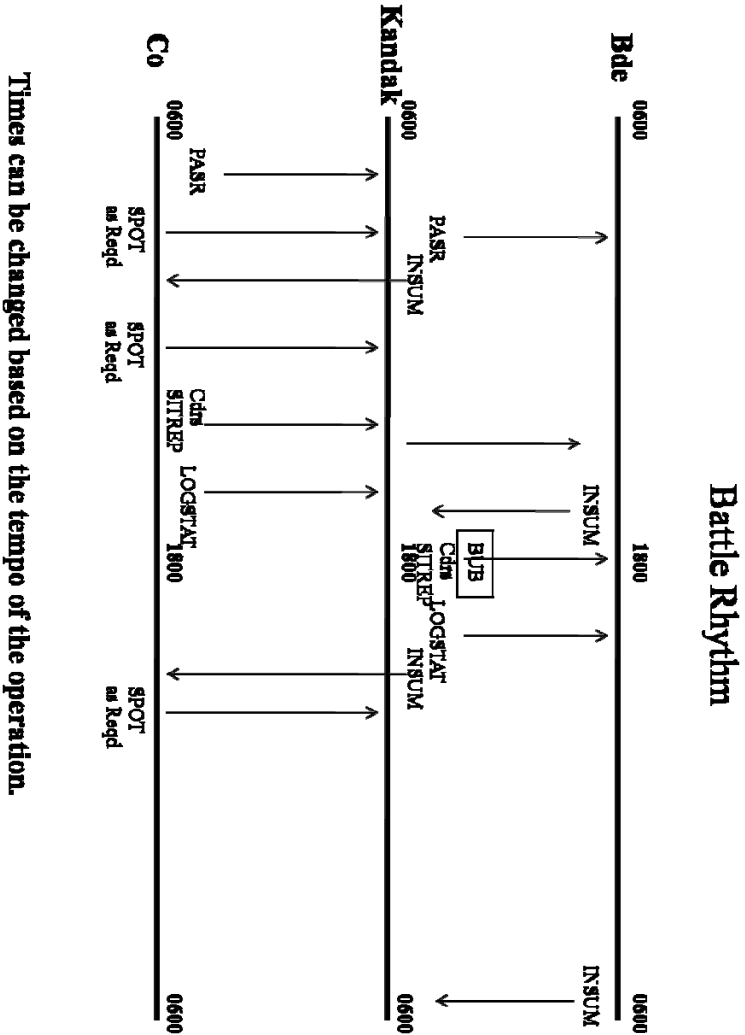 Battle Rhythm
0600
1800
0600
Bde
INSUM
INSUM
BUB
PASR
Cdrs
LOGSTAT
SITREP
INSUM
INSUM
0600
1800
0600
Kandak
PASR
Cdrs
SITREP
LOGSTAT
0600
1800
0600
Co
SPOT
as Reqd
SPOT
as Reqd
SPOT
as Reqd
Times can be changed based on the tempo of the operation.